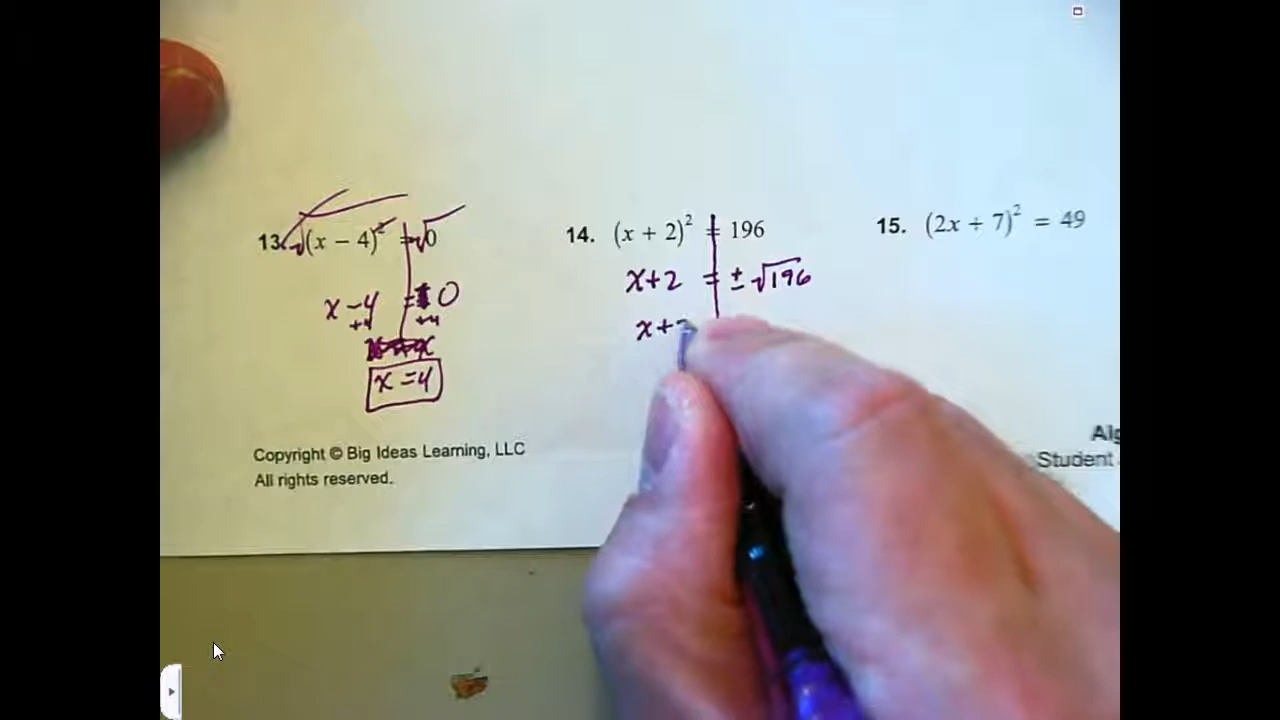 13. √(x − 4)² = √0
x − 4 = 0
+4 +4
x = 4
14. (x + 2)² = 196
x + 2 = ± √196
x +
15. (2x + 7)² = 49
Copyright © Big Ideas Learning, LLC
All rights reserved.
Student